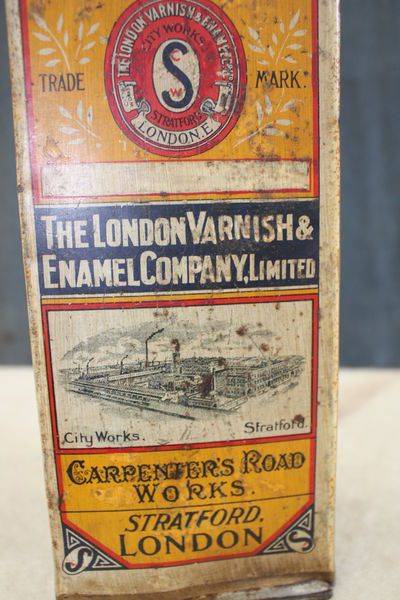 THE LONDON VARNISH & ENAMEL CO
CITY WORKS
TRADE
MARK.
C
S
W
STRATFORD
LONDON. E
THE LONDON VARNISH &
ENAMEL COMPANY, LIMITED
City Works.
Stratford.
CARPENTER'S ROAD
WORKS.
STRATFORD,
LONDON
S
S